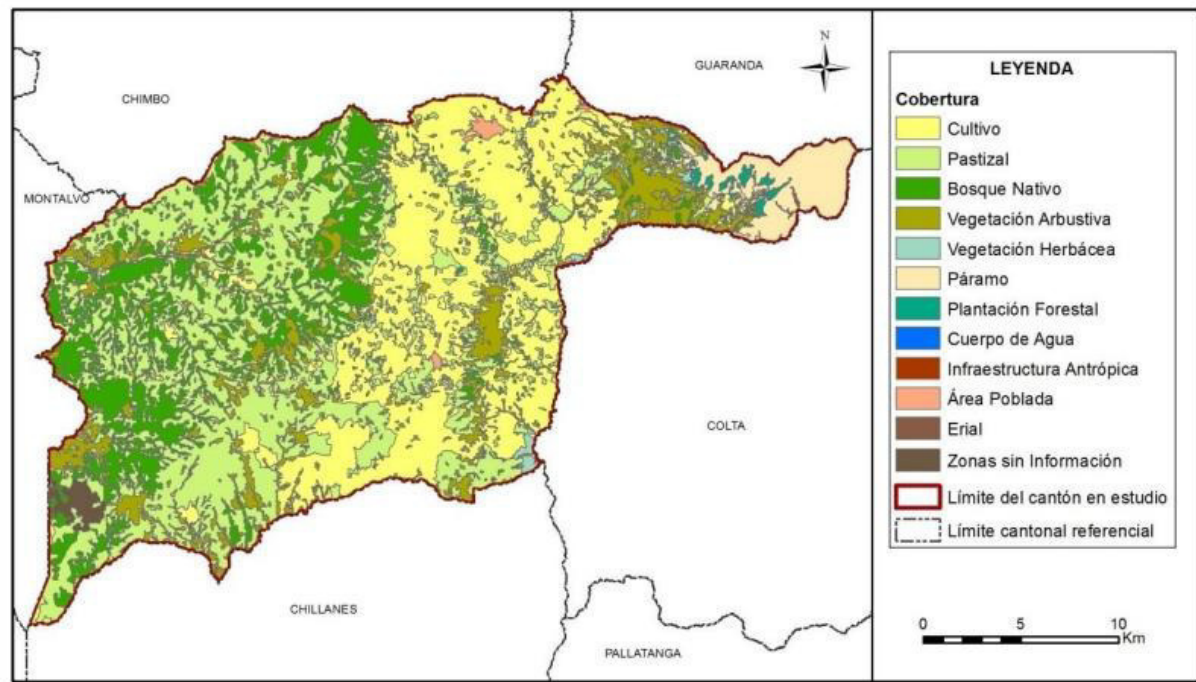 N
GUARANDA
CHIMBO
MONTALVO
COLTA
CHILLANES
PALLATANGA
LEYENDA
Cobertura
Cultivo
Pastizal
Bosque Nativo
Vegetación Arbustiva
Vegetación Herbácea
Páramo
Plantación Forestal
Cuerpo de Agua
Infraestructura Antrópica
Área Poblada
Erial
Zonas sin Información
Límite del cantón en estudio
Límite cantonal referencial
0 5 10
Km